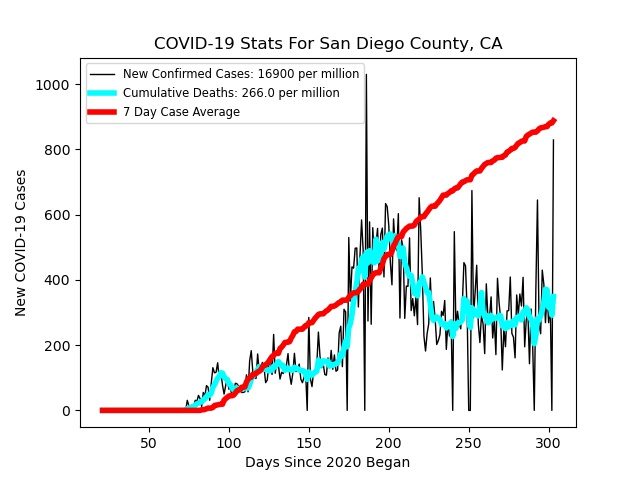 COVID-19 Stats For San Diego County, CA
New Confirmed Cases: 16900 per million
Cumulative Deaths: 266.0 per million
7 Day Case Average
1000
800
600
400
200
0
New COVID-19 Cases
50 100 150 200 250 300
Days Since 2020 Began